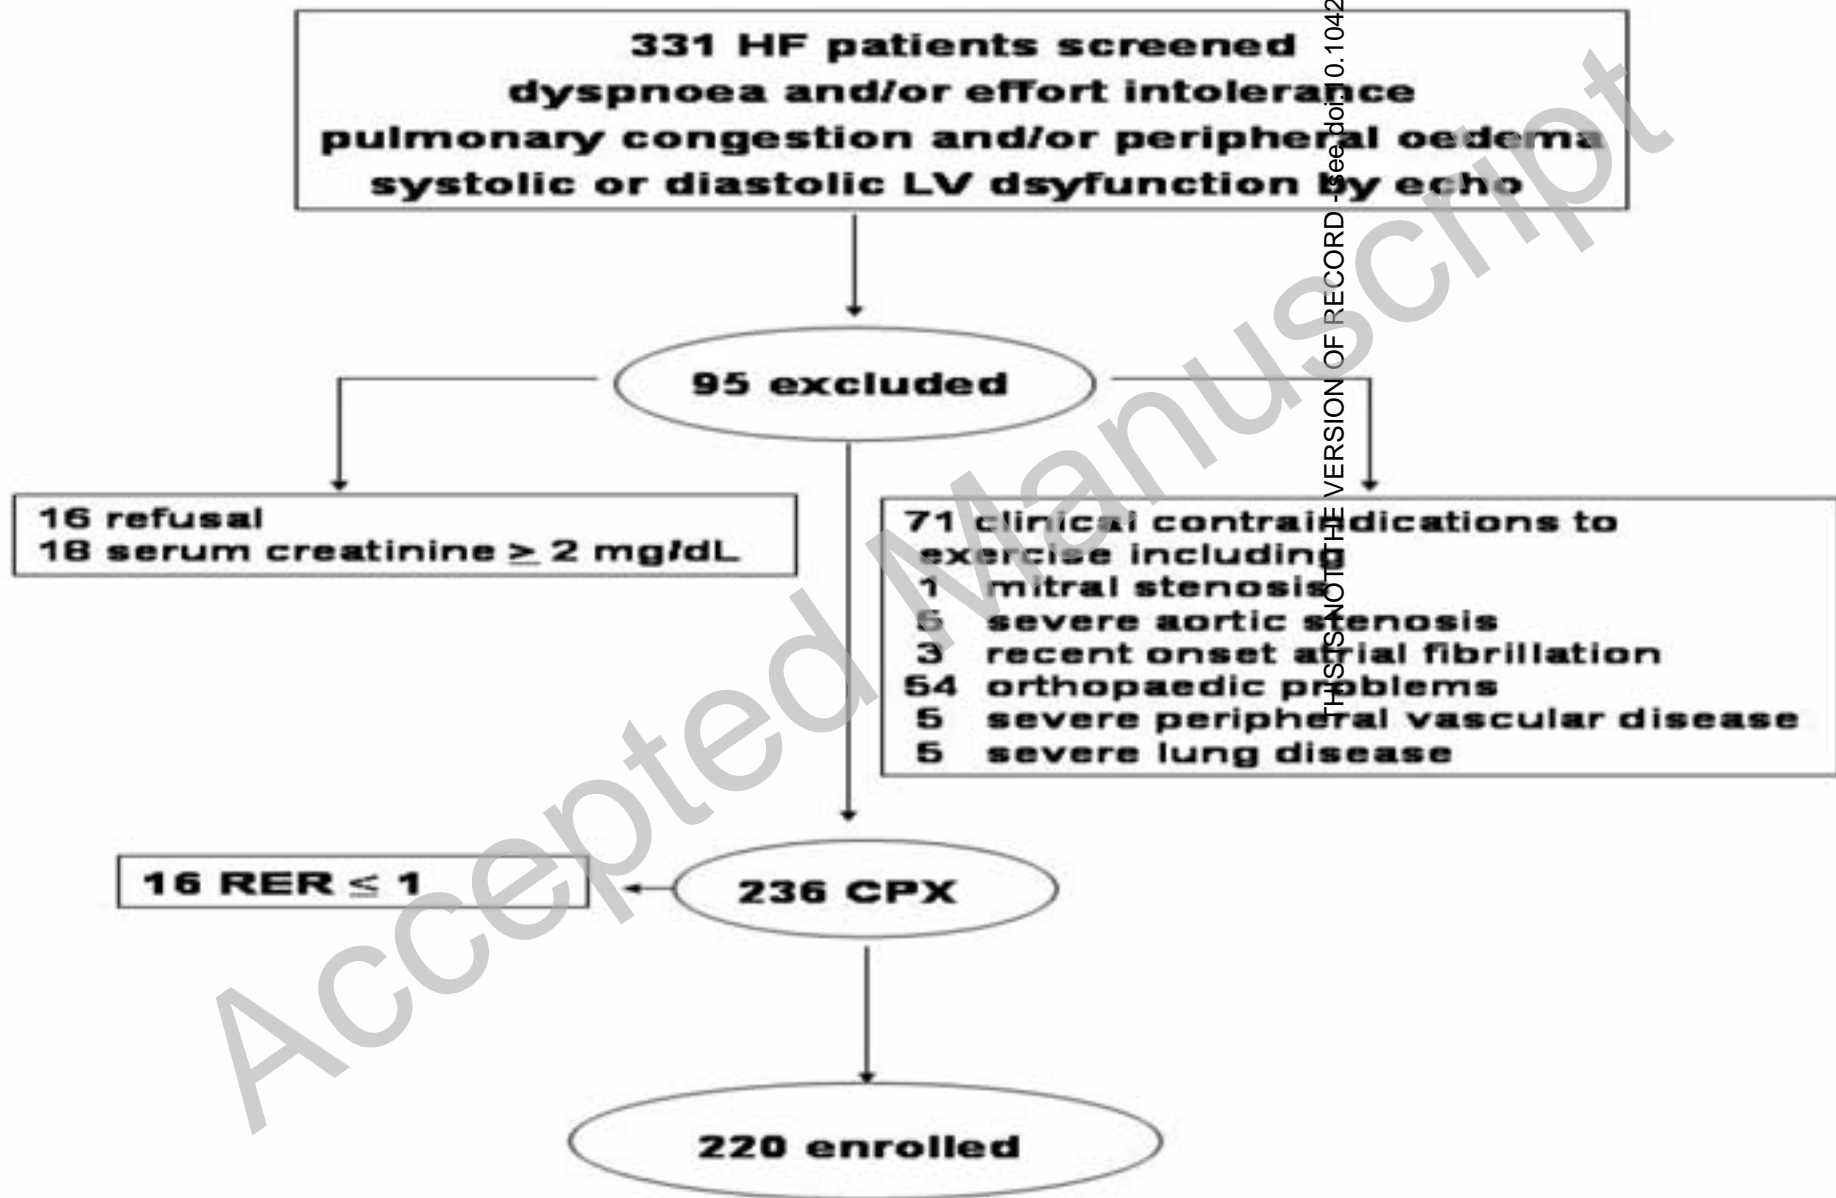 331 HF patients screened
dyspnoea and/or effort intolerance
pulmonary congestion and/or peripheral oedema
systolic or diastolic LV dsyfunction by echo
95 excluded
16 refusal
18 serum creatinine ≥ 2 mg/dL
71 clinical contraindications to
exercise including
1 mitral stenosis
severe aortic stenosis
3 recent onset atrial fibrillation
54 orthopaedic problems
5 severe peripheral vascular disease
5 severe lung disease
236 CPX
16 RER ≤ 1
220 enrolled
Accepted Manuscript
THIS IS NOT THE VERSION OF RECORD - see doi:10.1042